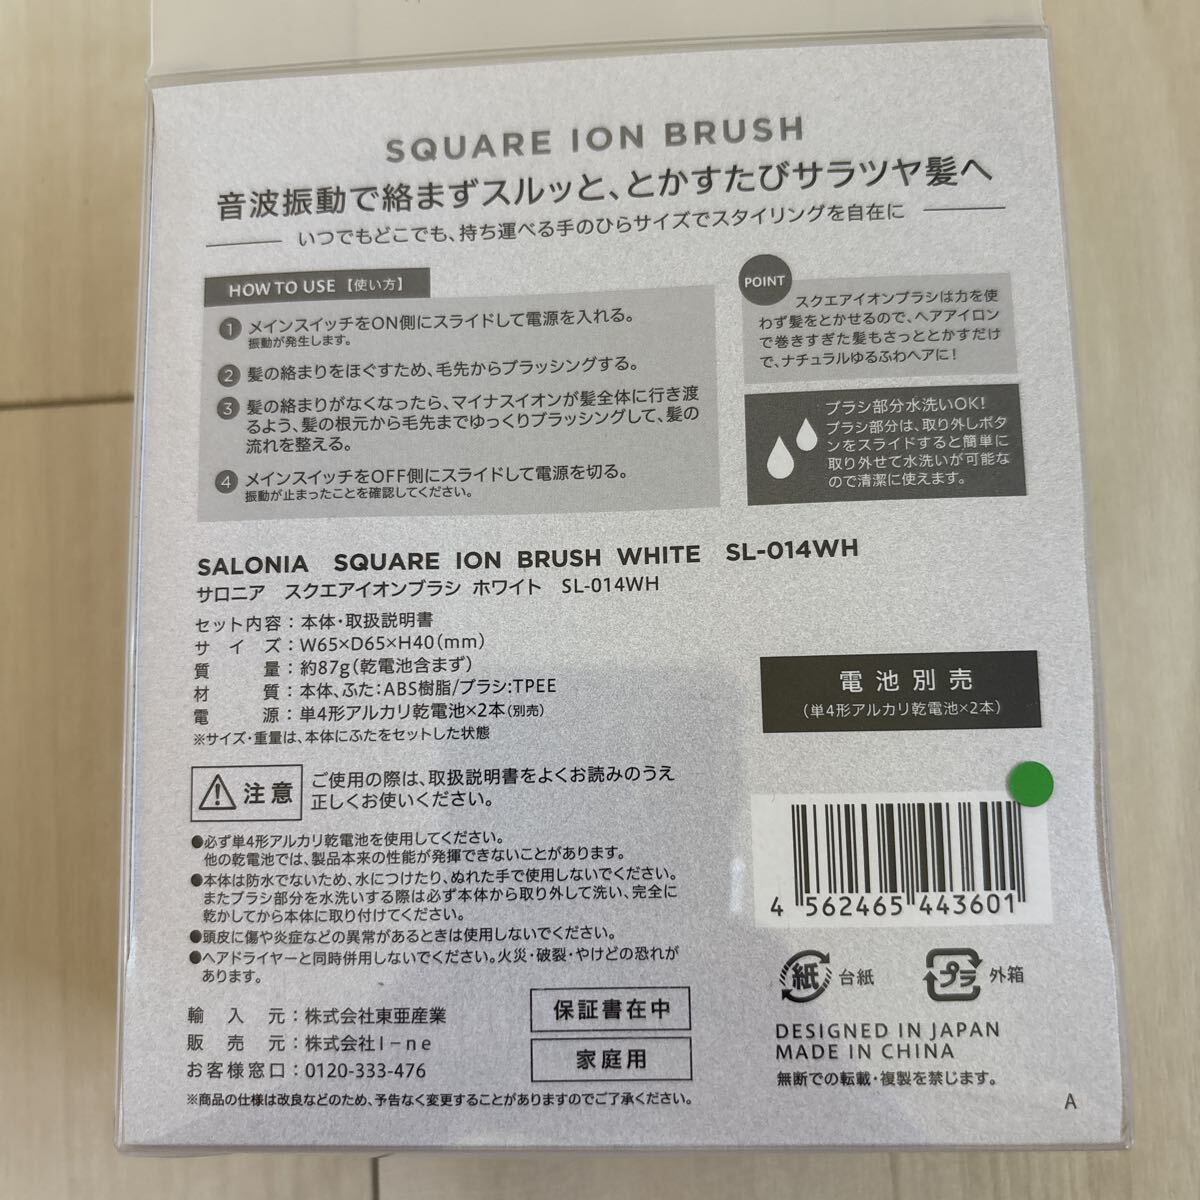 SQUARE ION BRUSH
音波振動で絡まずスルッと、とかすたびサラツヤ髪へ
いつでもどこでも、持ち運べる手のひらサイズでスタイリングを自在に
HOW TO USE【使い方】
1 メインスイッチをON側にスライドして電源を入れる。
振動が発生します。
2 髪の絡まりをほぐすため、毛先からブラッシングする。
3 髪の絡まりがなくなったら、マイナスイオンが髪全体に行き渡
るよう、髪の根元から毛先までゆっくりブラッシングして、髪の
流れを整える。
4 メインスイッチをOFF側にスライドして電源を切る。
振動が止まったことを確認してください。
POINT
スクエアイオンブラシは力を使
わず髪をとかせるので、ヘアアイロン
で巻きすぎた髪もさっととかすだけ
で、ナチュラルゆるふわヘアに!
ブラシ部分水洗いOK!
ブラシ部分は、取り外しボタ
ンをスライドすると簡単に
取り外せて水洗いが可能な
ので清潔に使えます。
SALONIA SQUARE ION BRUSH WHITE SL-014WH
サロニア スクエアイオンブラシ ホワイト SL-014WH
セット内容:本体・取扱説明書
サイズ:W65×D65×H40(mm)
質量:約87g(乾電池含まず)
材質:本体、ふた:ABS樹脂/ブラシ:TPEE
電源:単4形アルカリ乾電池×2本(別売)
※サイズ・重量は、本体にふたをセットした状態
電池別売
(単4形アルカリ乾電池×2本)
注意
ご使用の際は、取扱説明書をよくお読みのうえ
正しくお使いください。
●必ず単4形アルカリ乾電池を使用してください。
他の乾電池では、製品本来の性能が発揮できないことがあります。
●本体は防水でないため、水につけたり、ぬれた手で使用しないでください。
またブラシ部分を水洗いする際は必ず本体から取り外して洗い、完全に
乾かしてから本体に取り付けてください。
●頭皮に傷や炎症などの異常があるときは使用しないでください。
●ヘアドライヤーと同時併用しないでください。火災・破裂・やけどの恐れが
あります。
4 562465 443601
輸入元:株式会社東亜産業
販売元:株式会社I-ne
お客様窓口:0120-333-476
保証書在中
家庭用
紙 台紙
プラ 外箱
DESIGNED IN JAPAN
MADE IN CHINA
無断での転載・複製を禁じます。
※商品の仕様は改良などのため、予告なく変更することがありますのでご了承ください。
A